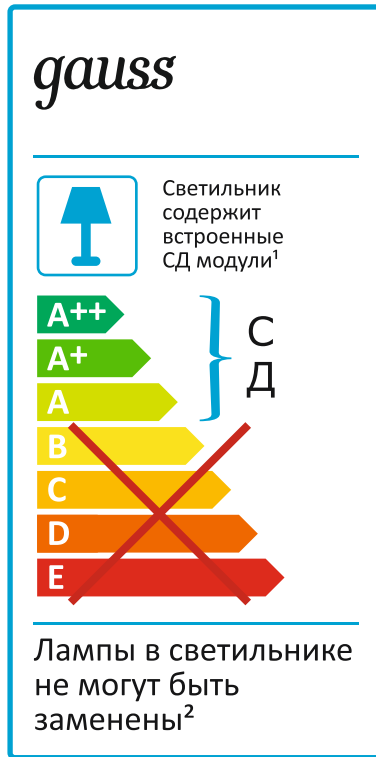 gauss
Светильник
содержит
встроенные
СД модули¹
A++
A+
A
С
Д
B
C
D
E
Лампы в светильнике
не могут быть
заменены²